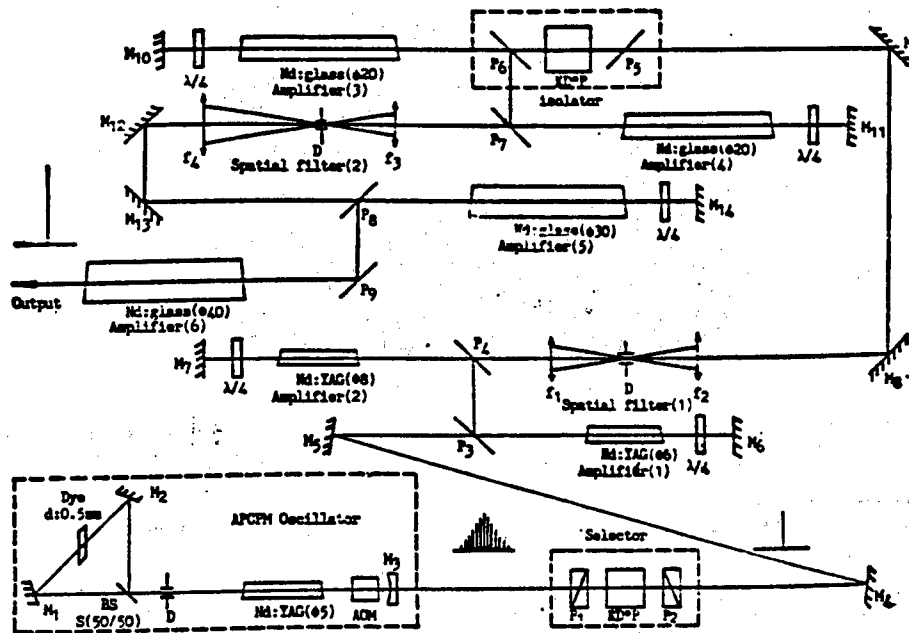 M10
λ/4
Nd:glass(φ20)
Amplifier(3)
P6
KD*P
P5
isolator
M12
f4
D
f3
Spatial filter(2)
P7
Nd:glass(φ20)
Amplifier(4)
λ/4
M11
M13
P8
Nd:glass(φ30)
Amplifier(5)
λ/4
M14
P9
Output
Nd:glass(φ40)
Amplifier(6)
M7
λ/4
Nd:YAG(φ8)
Amplifier(2)
P4
f1
D
f2
Spatial filter(1)
M8
M5
P3
Nd:YAG(φ6)
Amplifier(1)
λ/4
M6
Dye
d:0.5mm
M2
APCPM Oscillator
M3
Selector
M1
BS
S(50/50)
D
Nd:YAG(φ5)
AOM
P1
KD*P
P2
M4